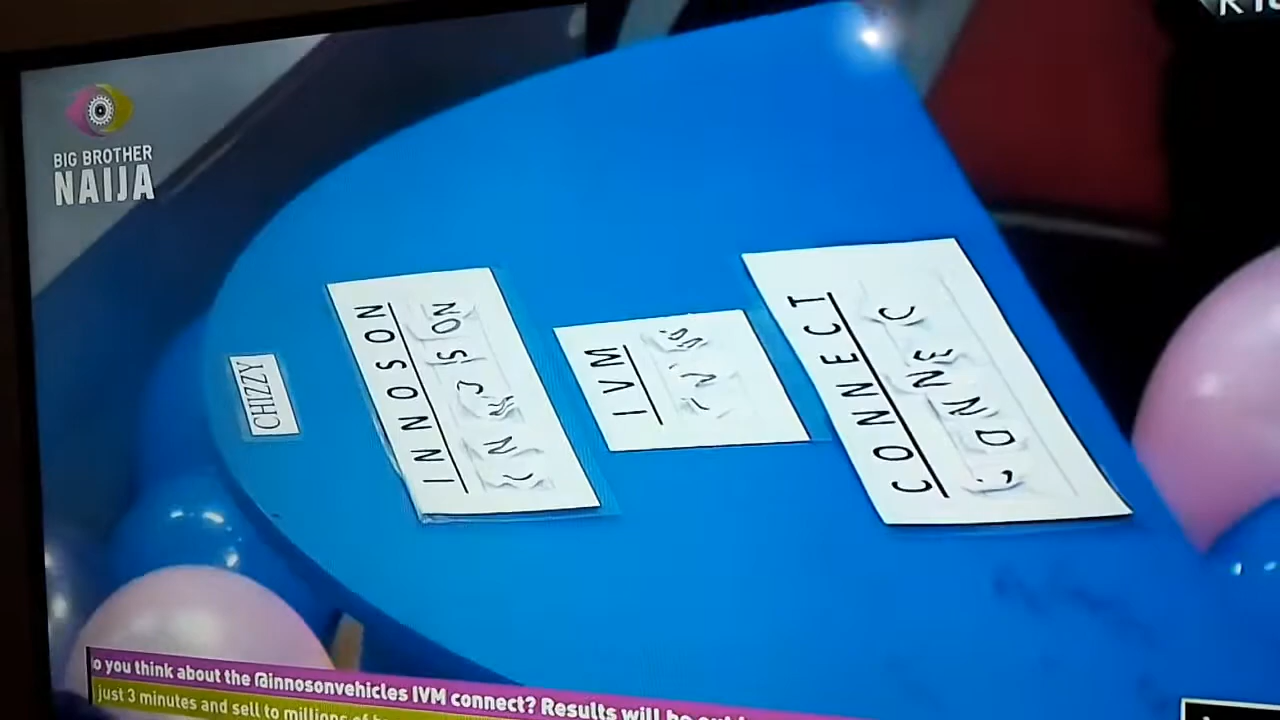 BIG BROTHER
NAIJA
CHIZZY
INNOSON
IVM
CONNECT
CONNEC
o you think about the @innosonvehicles IVM connect? Results will be
just 3 minutes and sell to millions of